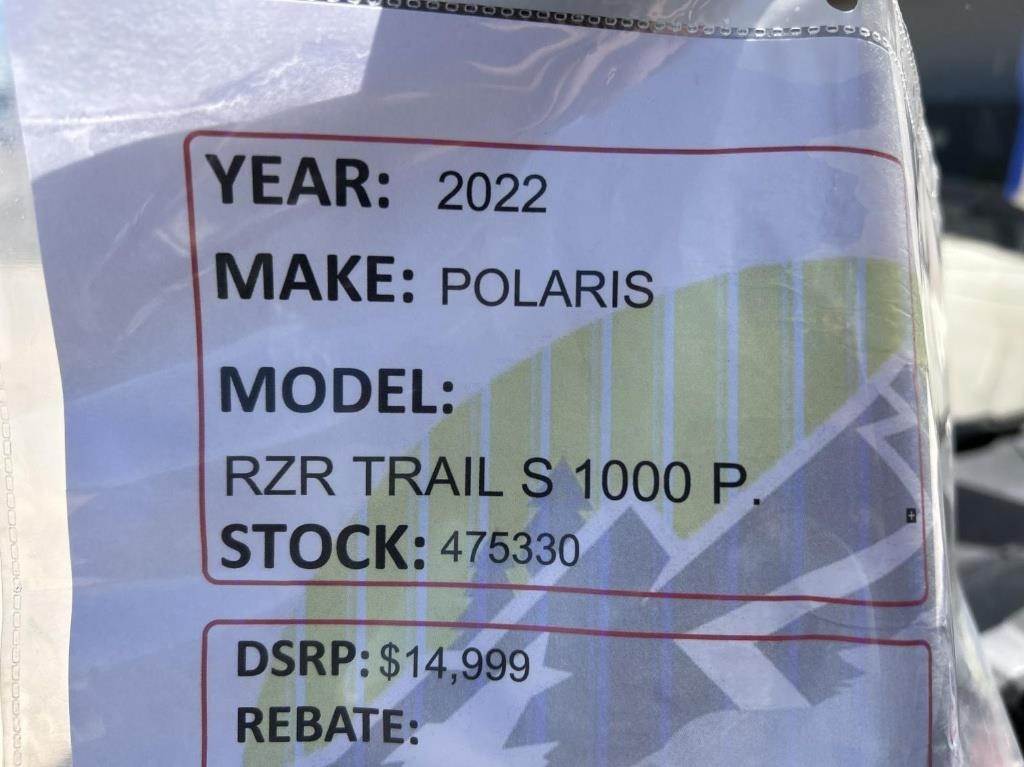 YEAR: 2022
MAKE: POLARIS
MODEL:
RZR TRAIL S 1000 P.
STOCK: 475330
DSRP: $14,999
REBATE: